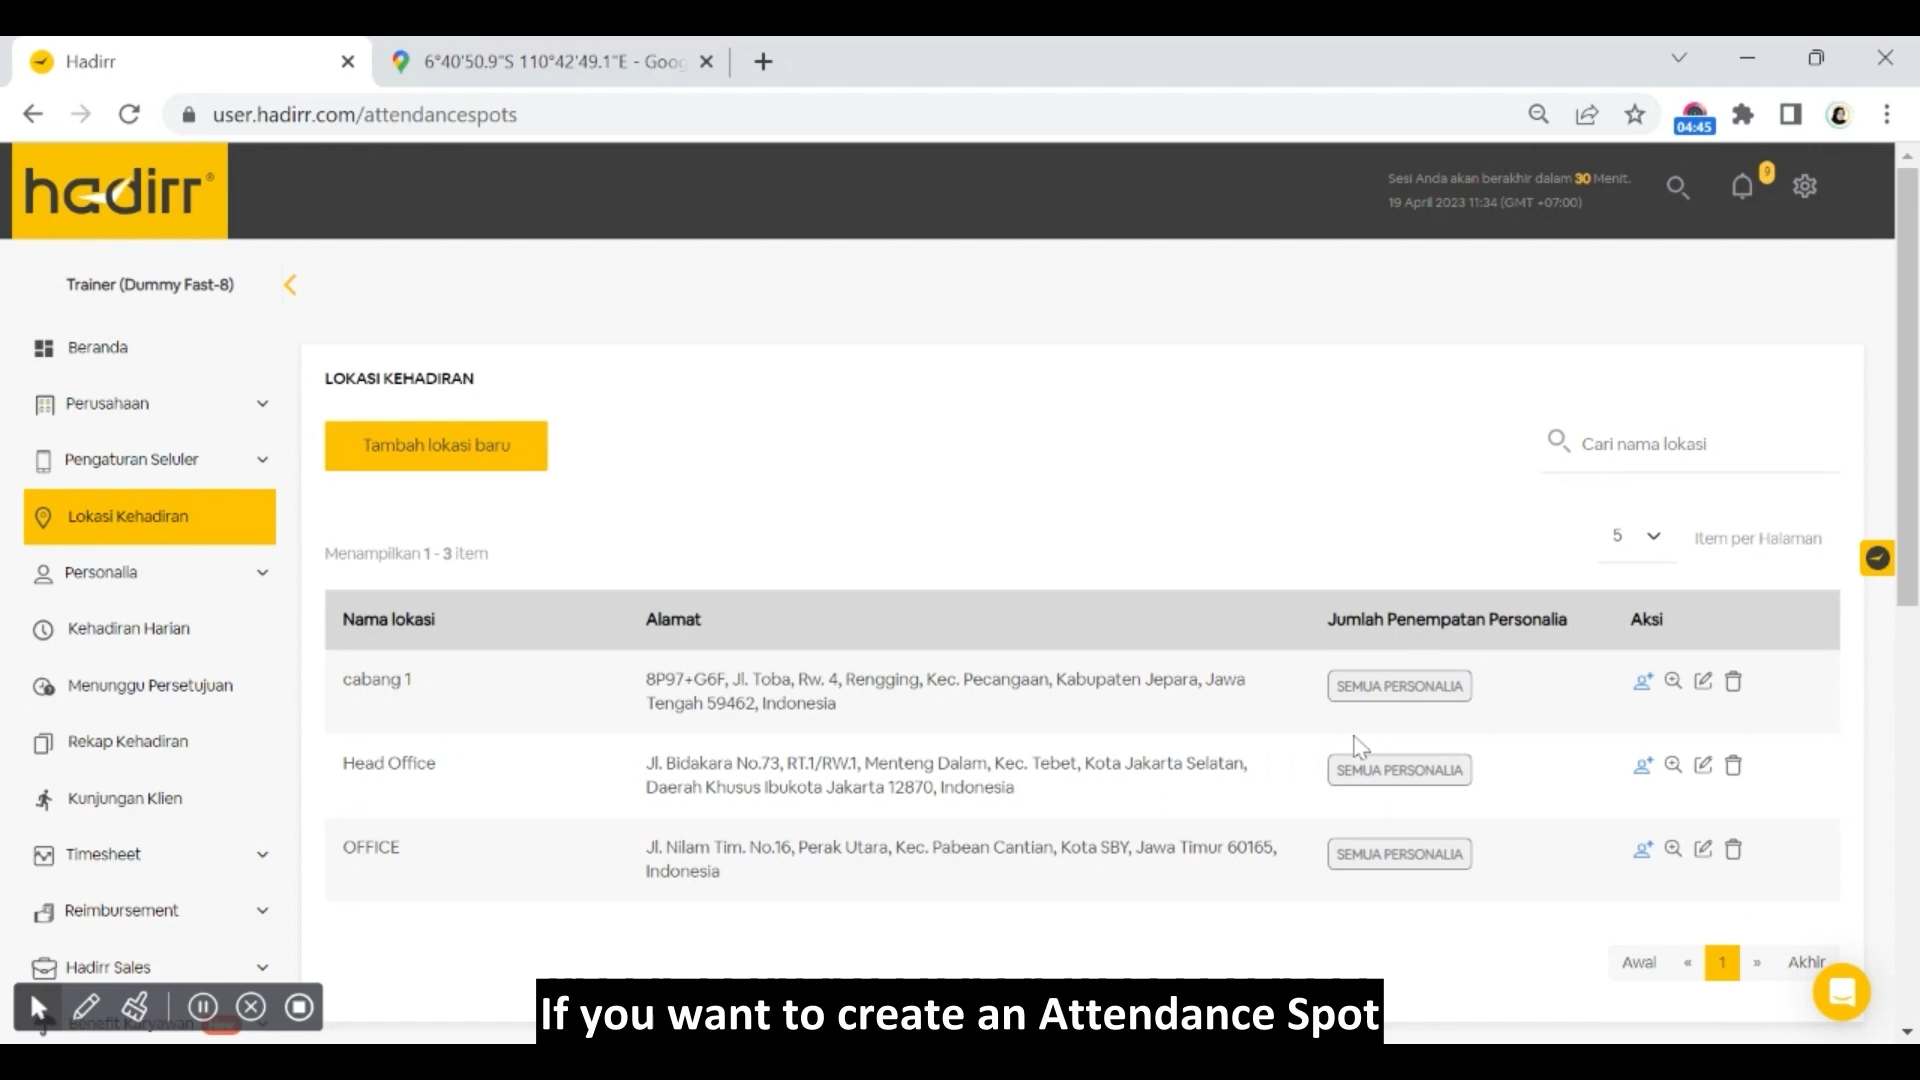 Hadirr
6°40'50.9"S 110°42'49.1"E - Goog
user.hadirr.com/attendancespots
04:45
hadirr®
Sesi Anda akan berakhir dalam 30 Menit.
19 April 2023 11:34 (GMT +07:00)
9
Trainer (Dummy Fast-8)
Beranda
Perusahaan
Pengaturan Seluler
Lokasi Kehadiran
Personalia
Kehadiran Harian
Menunggu Persetujuan
Rekap Kehadiran
Kunjungan Klien
Timesheet
Reimbursement
Hadirr Sales
Benefit Karyawan
LOKASI KEHADIRAN
Tambah lokasi baru
Cari nama lokasi
Menampilkan 1 - 3 item
5 Item per Halaman
Nama lokasi Alamat Jumlah Penempatan Personalia Aksi
cabang 1 8P97+G6F, Jl. Toba, Rw. 4, Rengging, Kec. Pecangaan, Kabupaten Jepara, Jawa
Tengah 59462, Indonesia
SEMUA PERSONALIA
Head Office Jl. Bidakara No.73, RT.1/RW.1, Menteng Dalam, Kec. Tebet, Kota Jakarta Selatan,
Daerah Khusus Ibukota Jakarta 12870, Indonesia
SEMUA PERSONALIA
OFFICE Jl. Nilam Tim. No.16, Perak Utara, Kec. Pabean Cantian, Kota SBY, Jawa Timur 60165,
Indonesia
SEMUA PERSONALIA
Awal « 1 » Akhir
If you want to create an Attendance Spot